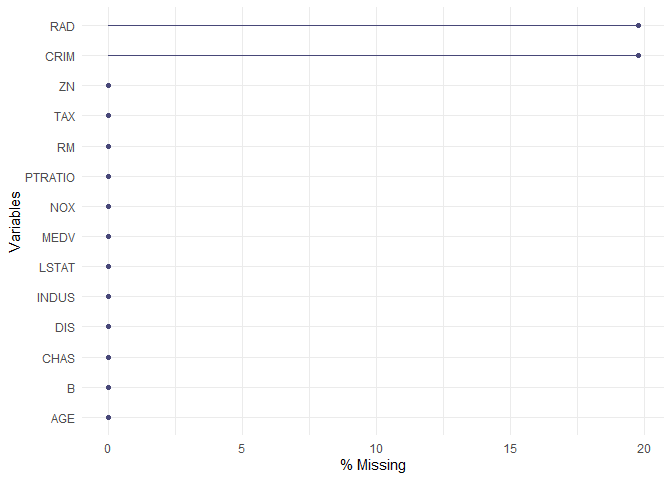 RAD
CRIM
ZN
TAX
RM
PTRATIO
NOX
MEDV
LSTAT
INDUS
DIS
CHAS
B
AGE
Variables
0 5 10 15 20
% Missing